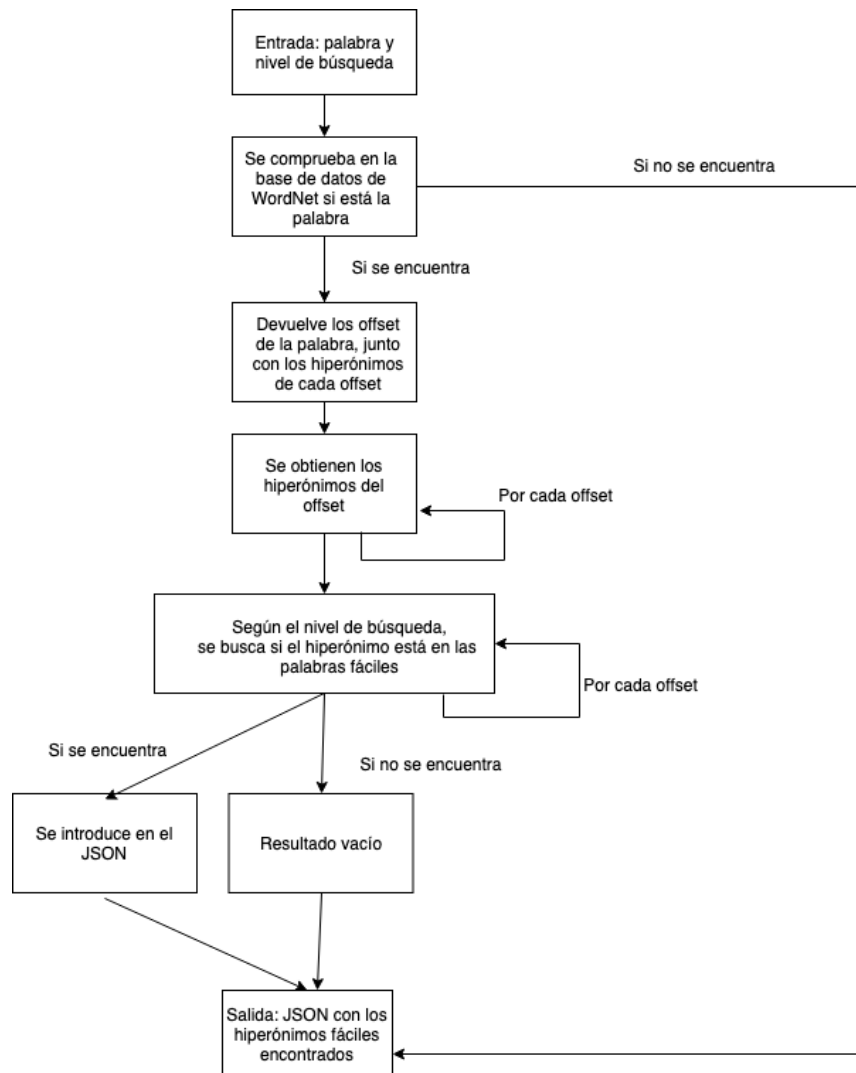 Entrada: palabra y
nivel de búsqueda
Se comprueba en la
base de datos de
WordNet si está la
palabra
Si no se encuentra
Si se encuentra
Devuelve los offset
de la palabra, junto
con los hiperónimos
de cada offset
Se obtienen los
hiperónimos del
offset
Por cada offset
Según el nivel de búsqueda,
se busca si el hiperónimo está en las
palabras fáciles
Por cada offset
Si se encuentra
Si no se encuentra
Se introduce en el
JSON
Resultado vacío
Salida: JSON con los
hiperónimos fáciles
encontrados